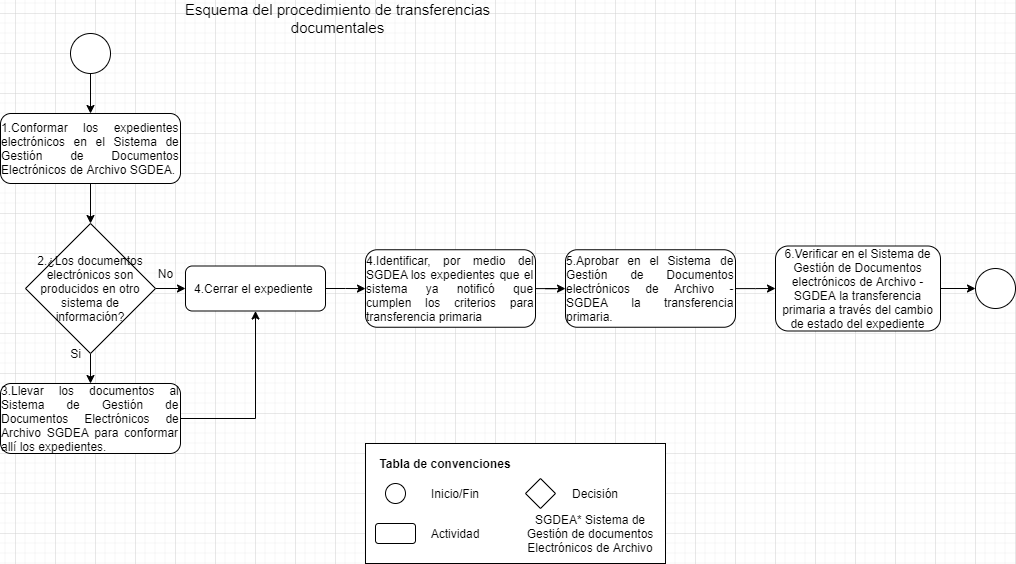 Esquema del procedimiento de transferencias
documentales
1.Conformar los expedientes
electrónicos en el Sistema de
Gestión de Documentos
Electrónicos de Archivo SGDEA.
2.¿Los documentos
electrónicos son
producidos en otro
sistema de
información?
No
Si
3.Llevar los documentos al
Sistema de Gestión de
Documentos Electrónicos de
Archivo SGDEA para conformar
allí los expedientes.
4.Cerrar el expediente
4.Identificar, por medio del
SGDEA los expedientes que el
sistema ya notificó que
cumplen los criterios para
transferencia primaria
5.Aprobar en el Sistema de
Gestión de Documentos
electrónicos de Archivo -
SGDEA la transferencia
primaria.
6.Verificar en el Sistema de
Gestión de Documentos
electrónicos de Archivo -
SGDEA la transferencia
primaria a través del cambio
de estado del expediente
Tabla de convenciones
Inicio/Fin
Decisión
Actividad
SGDEA* Sistema de
Gestión de documentos
Electrónicos de Archivo